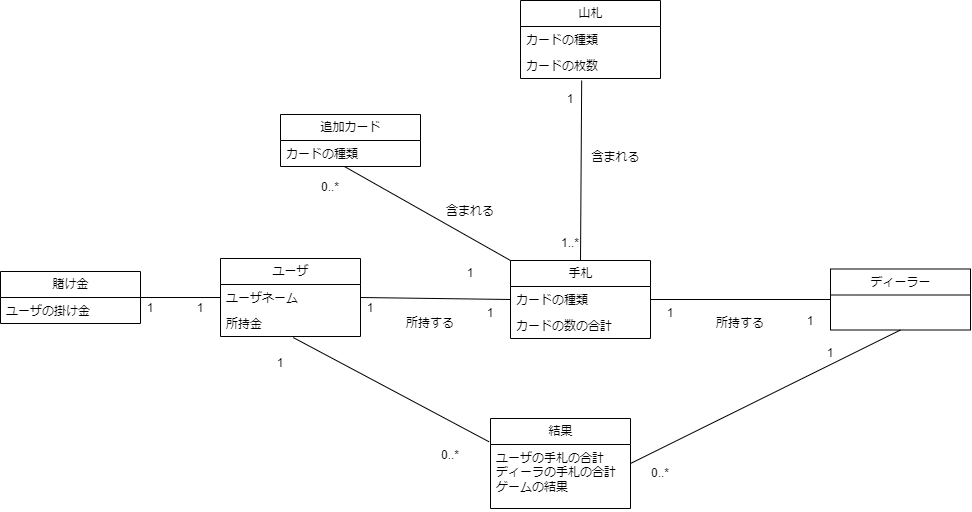 山札
カードの種類
カードの枚数
1
追加カード
カードの種類
含まれる
0..*
含まれる
1..*
1
手札
カードの種類
カードの数の合計
ユーザ
ユーザネーム
所持金
賭け金
ユーザの掛け金
1
1
1
所持する
1
1
所持する
1
ディーラー
1
1
0..*
0..*
結果
ユーザの手札の合計
ディーラの手札の合計
ゲームの結果